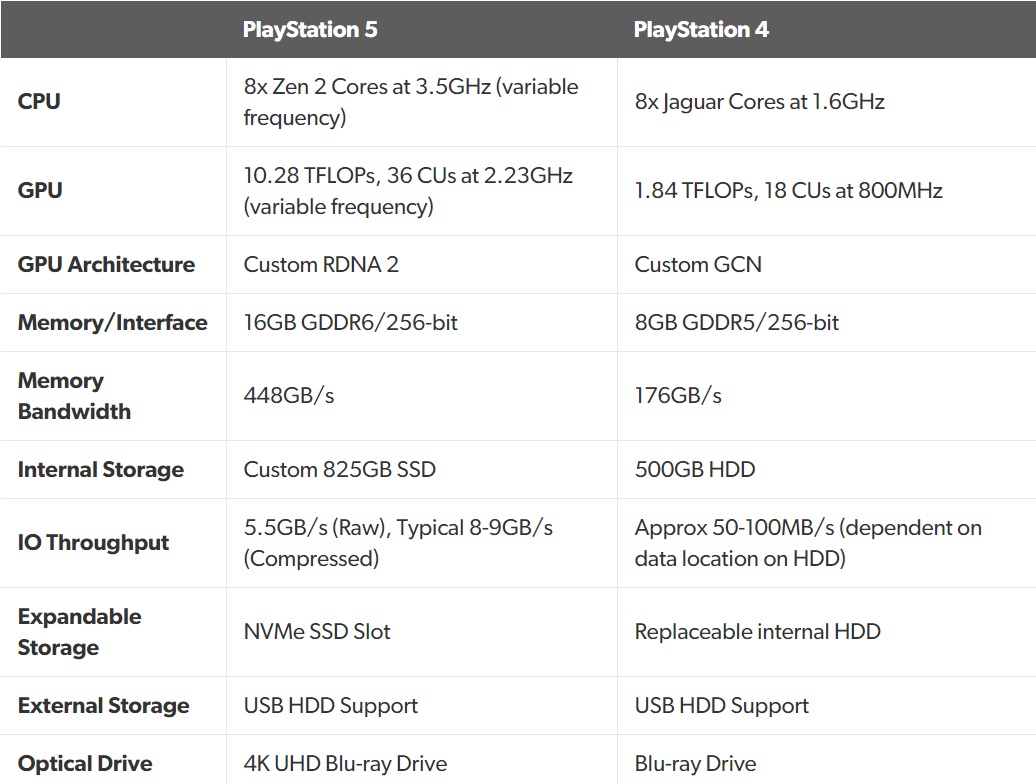 PlayStation 5 PlayStation 4
CPU 8x Zen 2 Cores at 3.5GHz (variable frequency) 8x Jaguar Cores at 1.6GHz
GPU 10.28 TFLOPs, 36 CUs at 2.23GHz (variable frequency) 1.84 TFLOPs, 18 CUs at 800MHz
GPU Architecture Custom RDNA 2 Custom GCN
Memory/Interface 16GB GDDR6/256-bit 8GB GDDR5/256-bit
Memory Bandwidth 448GB/s 176GB/s
Internal Storage Custom 825GB SSD 500GB HDD
IO Throughput 5.5GB/s (Raw), Typical 8-9GB/s (Compressed) Approx 50-100MB/s (dependent on data location on HDD)
Expandable Storage NVMe SSD Slot Replaceable internal HDD
External Storage USB HDD Support USB HDD Support
Optical Drive 4K UHD Blu-ray Drive Blu-ray Drive